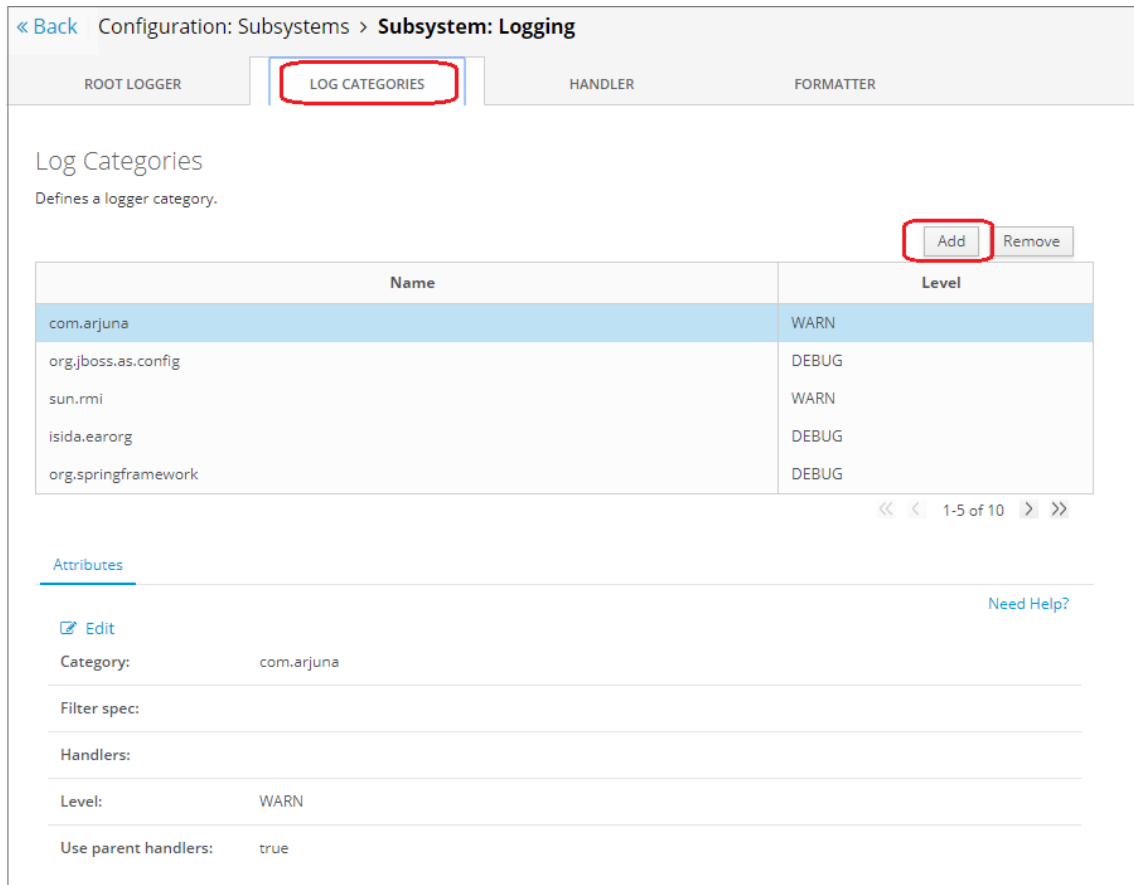 « Back Configuration: Subsystems > Subsystem: Logging
ROOT LOGGER LOG CATEGORIES HANDLER FORMATTER
Log Categories
Defines a logger category.
Add Remove
Name Level
com.arjuna WARN
org.jboss.as.config DEBUG
sun.rmi WARN
isida.earorg DEBUG
org.springframework DEBUG
1-5 of 10
Attributes
Need Help?
Edit
Category: com.arjuna
Filter spec:
Handlers:
Level: WARN
Use parent handlers: true